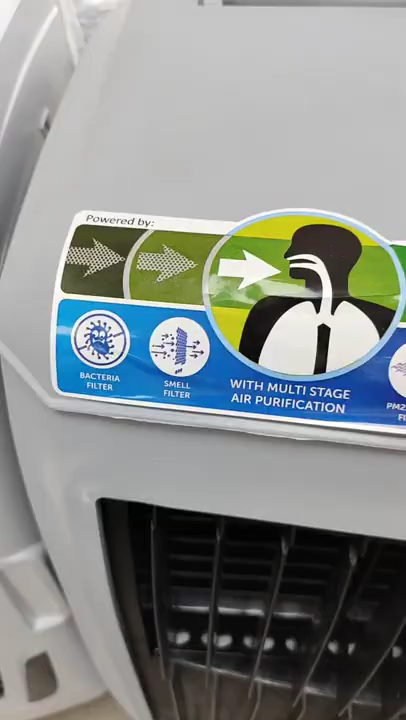 Powered by:
BACTERIA
FILTER
SMELL
FILTER
WITH MULTI STAGE
AIR PURIFICATION